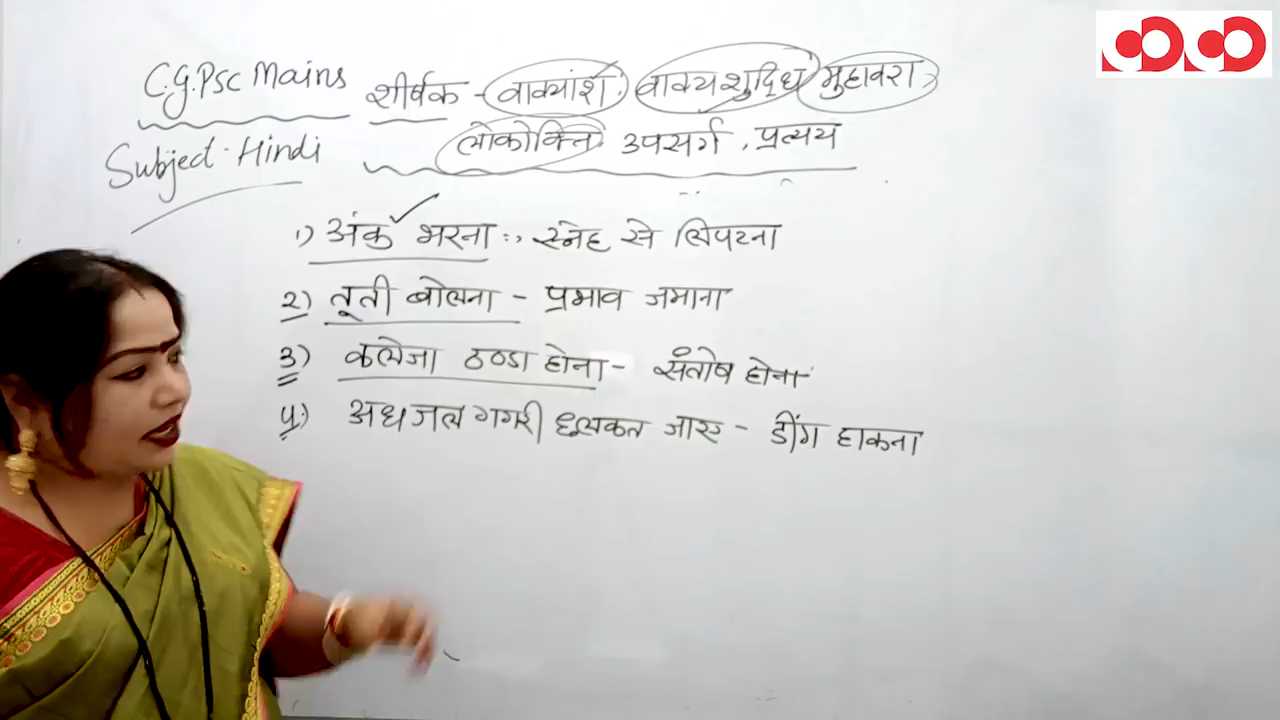 C.G.Psc Mains
Subject. Hindi
शीर्षक - वाक्यांश, वाक्य शुद्धि, मुहावरा,
लोकोक्ति, उपसर्ग, प्रत्यय
1) अंक भरना :, स्नेह से लिपटना
2) तूती बोलना - प्रभाव जमाना
3) कलेजा ठण्डा होना - संतोष होना
4) अधजल गगरी छलकत जाए - डींग हाकना